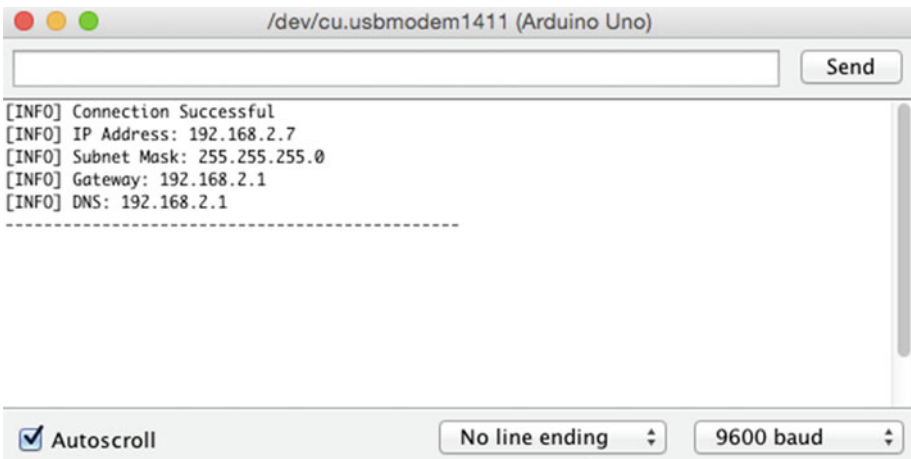 /dev/cu.usbmodem1411 (Arduino Uno)
Send
[INFO] Connection Successful
[INFO] IP Address: 192.168.2.7
[INFO] Subnet Mask: 255.255.255.0
[INFO] Gateway: 192.168.2.1
[INFO] DNS: 192.168.2.1
-----------------------------------------------
Autoscroll No line ending 9600 baud